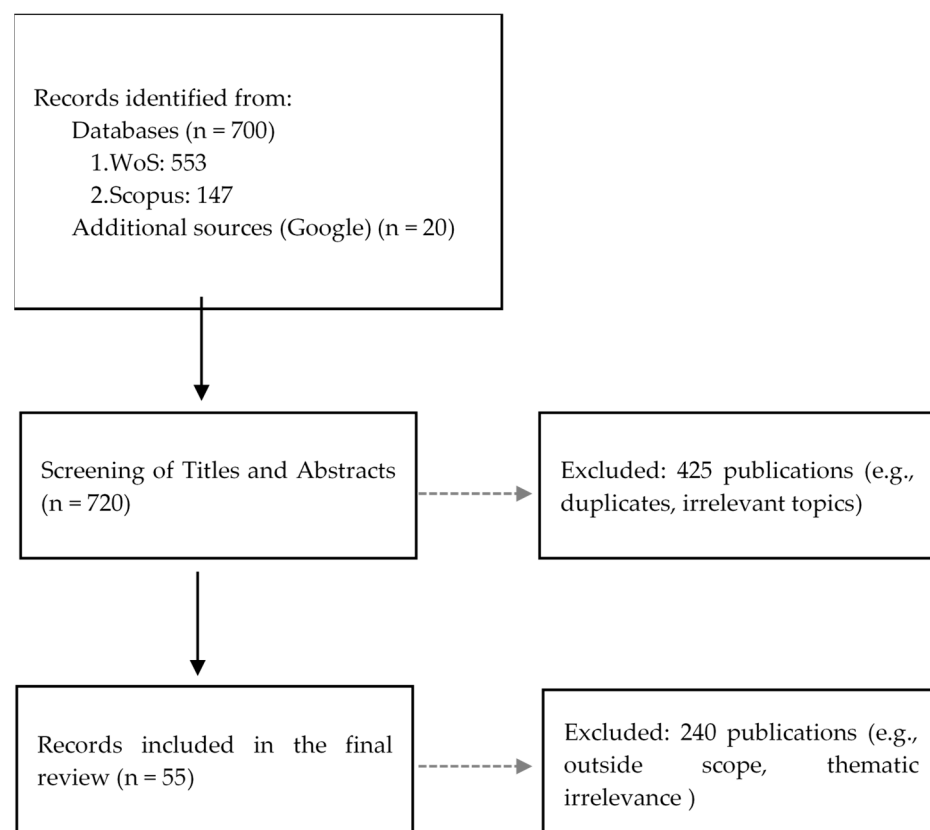 Records identified from:
Databases (n = 700)
1.WoS: 553
2.Scopus: 147
Additional sources (Google) (n = 20)
Screening of Titles and Abstracts
(n = 720)
Excluded: 425 publications (e.g.,
duplicates, irrelevant topics)
Records included in the final
review (n = 55)
Excluded: 240 publications (e.g.,
outside scope, thematic
irrelevance )